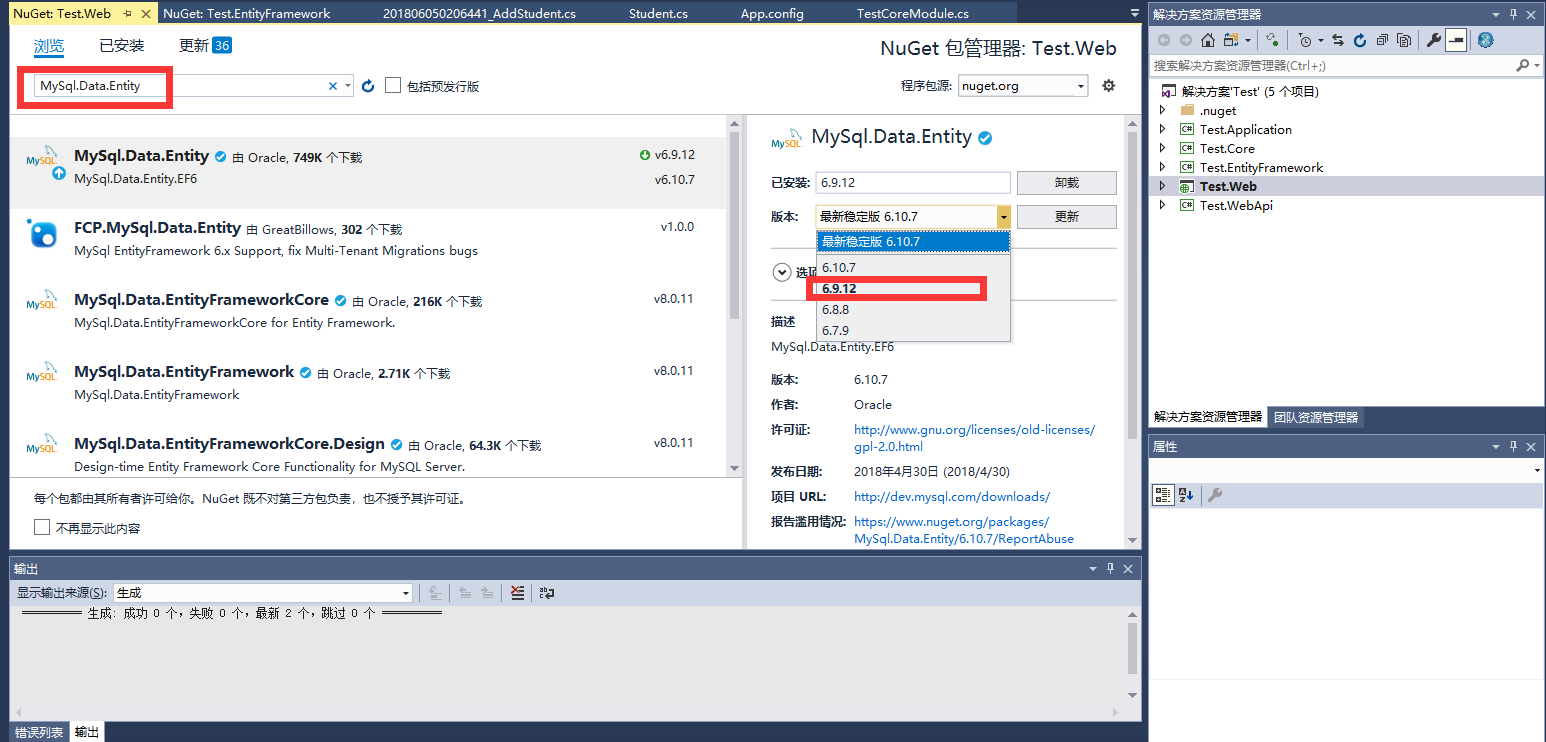 NuGet: Test.Web
NuGet: Test.EntityFramework
201806050206441_AddStudent.cs
Student.cs
App.config
TestCoreModule.cs
浏览
已安装
更新 36
NuGet 包管理器: Test.Web
MySql.Data.Entity
包括预发行版
程序包源: nuget.org
MySQL
MySql.Data.Entity 由 Oracle, 749K 个下载
v6.9.12
MySql.Data.Entity.EF6
v6.10.7
FCP.MySql.Data.Entity 由 GreatBillows, 302 个下载
v1.0.0
MySql EntityFramework 6.x Support, fix Multi-Tenant Migrations bugs
MySQL
MySql.Data.EntityFrameworkCore 由 Oracle, 216K 个下载
v8.0.11
MySql.Data.EntityFrameworkCore for Entity Framework.
MySQL
MySql.Data.EntityFramework 由 Oracle, 2.71K 个下载
v8.0.11
MySql.Data.EntityFramework
MySQL
MySql.Data.EntityFrameworkCore.Design 由 Oracle, 64.3K 个下载
v8.0.11
Design-time Entity Framework Core Functionality for MySQL Server.
每个包都由其所有者许可给你。NuGet 既不对第三方包负责，也不授予其许可证。
不再显示此内容
MySQL
MySql.Data.Entity
已安装: 6.9.12
卸载
版本: 最新稳定版 6.10.7
更新
最新稳定版 6.10.7
6.10.7
6.9.12
6.8.8
6.7.9
描述
MySql.Data.Entity.EF6
版本: 6.10.7
作者: Oracle
许可证: http://www.gnu.org/licenses/old-licenses/
gpl-2.0.html
发布日期: 2018年4月30日 (2018/4/30)
项目 URL: http://dev.mysql.com/downloads/
报告滥用情况: https://www.nuget.org/packages/
MySql.Data.Entity/6.10.7/ReportAbuse
输出
显示输出来源(S): 生成
========== 生成: 成功 0 个，失败 0 个，最新 2 个，跳过 0 个 ==========
错误列表
输出
解决方案资源管理器
搜索解决方案资源管理器(Ctrl+;)
解决方案'Test' (5 个项目)
.nuget
C# Test.Application
C# Test.Core
C# Test.EntityFramework
Test.Web
C# Test.WebApi
解决方案资源管理器
团队资源管理器
属性